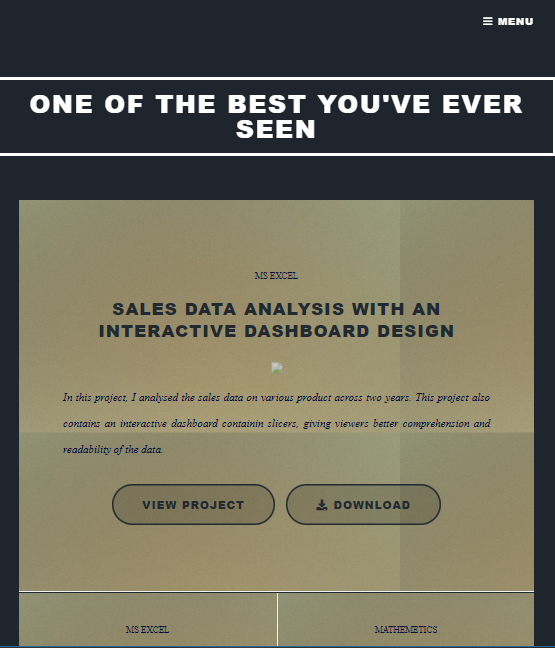 MENU
ONE OF THE BEST YOU'VE EVER
SEEN
MS EXCEL
SALES DATA ANALYSIS WITH AN
INTERACTIVE DASHBOARD DESIGN
In this project, I analysed the sales data on various product across two years. This project also
contains an interactive dashboard containin slicers, giving viewers better comprehension and
readability of the data.
VIEW PROJECT DOWNLOAD
MS EXCEL MATHEMETICS